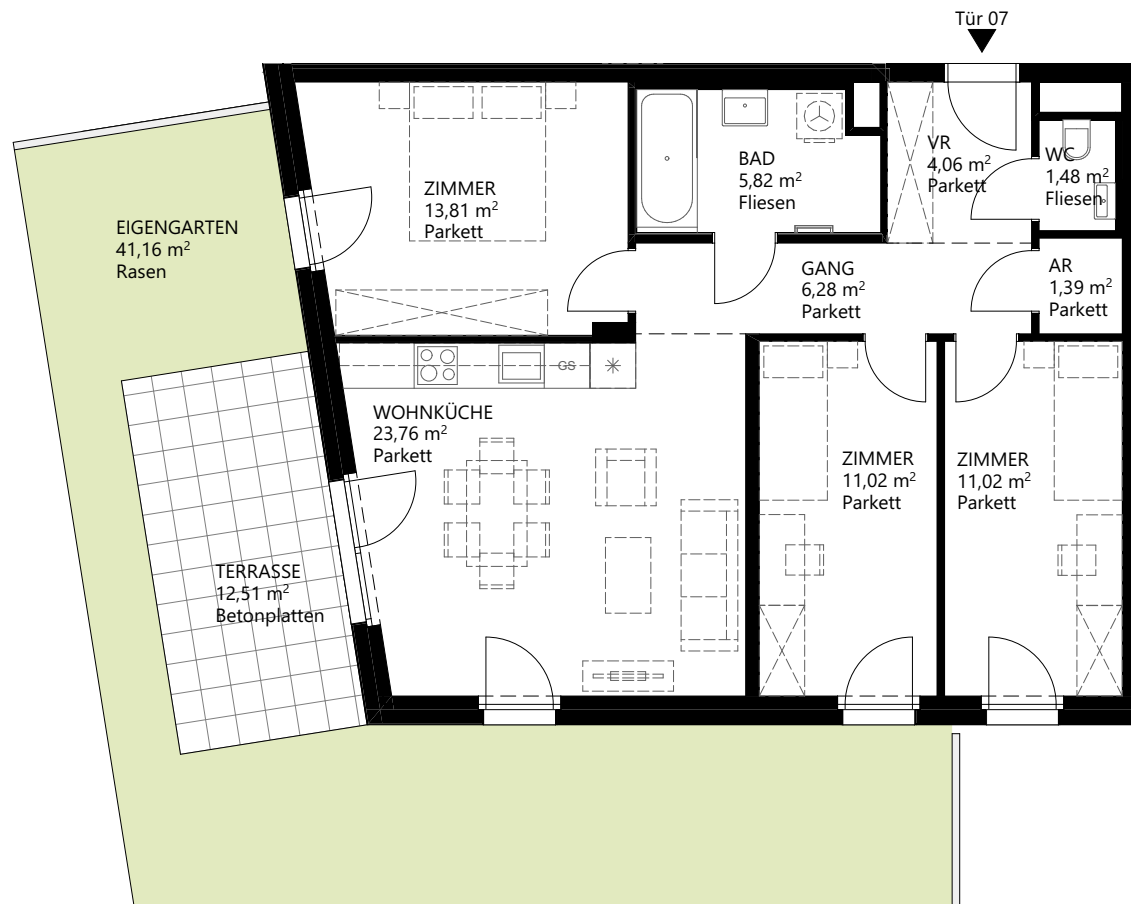 Tür 07
ZIMMER
13,81 m²
Parkett
BAD
5,82 m²
Fliesen
VR
4,06 m²
Parkett
WC
1,48 m²
Fliesen
EIGENGARTEN
41,16 m²
Rasen
GANG
6,28 m²
Parkett
AR
1,39 m²
Parkett
GS
WOHNKÜCHE
23,76 m²
Parkett
ZIMMER
11,02 m²
Parkett
ZIMMER
11,02 m²
Parkett
TERRASSE
12,51 m²
Betonplatten